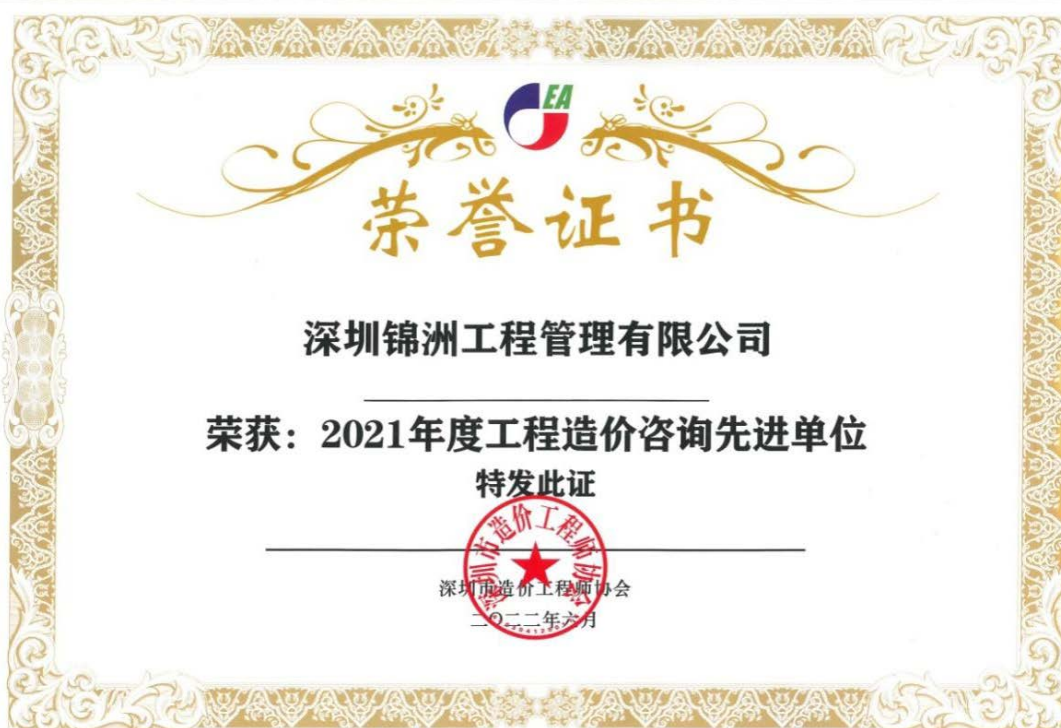 EA
荣誉证书
深圳锦洲工程管理有限公司
荣获：2021年度工程造价咨询先进单位
特发此证
深圳市造价工程师协会
深圳市造价工程师协会
二〇二二年六月